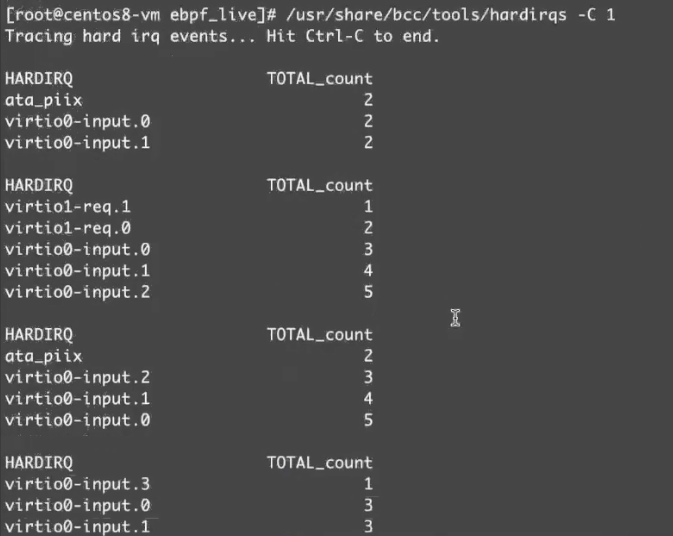 [root@centos8-vm ebpf_live]# /usr/share/bcc/tools/hardirqs -C 1
Tracing hard irq events... Hit Ctrl-C to end.
HARDIRQ TOTAL_count
ata_piix 2
virtio0-input.0 2
virtio0-input.1 2
HARDIRQ TOTAL_count
virtio1-req.1 1
virtio1-req.0 2
virtio0-input.0 3
virtio0-input.1 4
virtio0-input.2 5
HARDIRQ TOTAL_count
ata_piix 2
virtio0-input.2 3
virtio0-input.1 4
virtio0-input.0 5
HARDIRQ TOTAL_count
virtio0-input.3 1
virtio0-input.0 3
virtio0-input.1 3